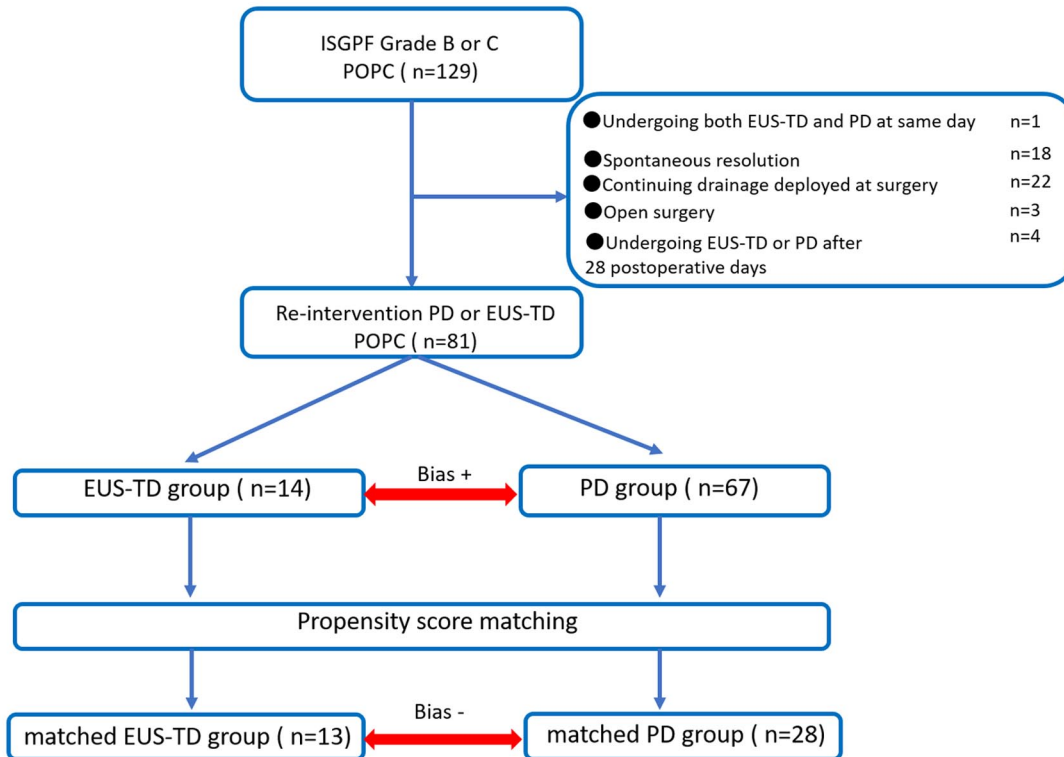 ISGPF Grade B or C
POPC ( n=129)
●Undergoing both EUS-TD and PD at same day n=1
●Spontaneous resolution n=18
●Continuing drainage deployed at surgery n=22
●Open surgery n=3
●Undergoing EUS-TD or PD after n=4
28 postoperative days
Re-intervention PD or EUS-TD
POPC ( n=81)
EUS-TD group ( n=14) Bias + PD group ( n=67)
Propensity score matching
matched EUS-TD group ( n=13) Bias - matched PD group ( n=28)